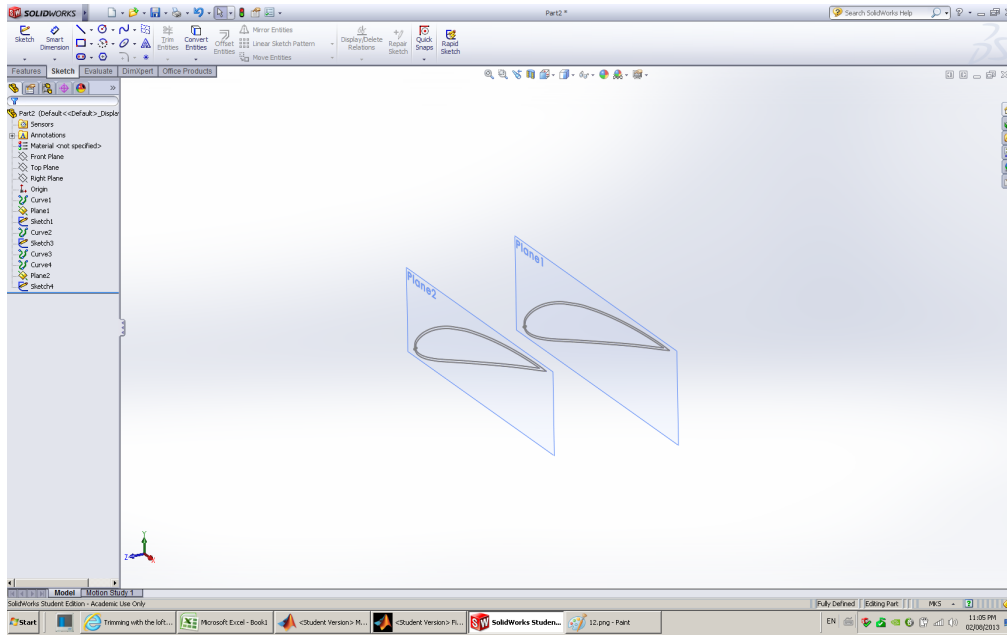 SOLIDWORKS
Part2 *
Search SolidWorks Help
Sketch
Smart Dimension
Trim Entities
Convert Entities
Offset Entities
Mirror Entities
Linear Sketch Pattern
Move Entities
Display/Delete Relations
Repair Sketch
Quick Snaps
Rapid Sketch
Features Sketch Evaluate DimXpert Office Products
Part2 (Default<<Default>_Display
Sensors
Annotations
Material <not specified>
Front Plane
Top Plane
Right Plane
Origin
Curve1
Plane1
Sketch1
Curve2
Sketch3
Curve3
Curve4
Plane2
Sketch4
Plane1
Plane2
Y
Z
X
Model Motion Study 1
SolidWorks Student Edition - Academic Use Only
Fully Defined Editing Part MKS
Start
Trimming with the loft...
Microsoft Excel - Book1
<Student Version> M...
<Student Version> Fi...
SolidWorks Studen...
12.png - Paint
EN
11:05 PM
02/08/2013